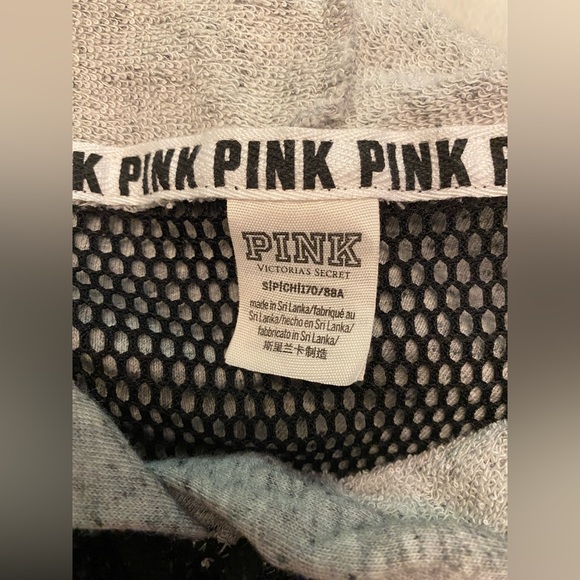 K PINK PINK PINK P
PINK
VICTORIA'S SECRET
S|P|CH|170/88A
made in Sri Lanka/fabriqué au
Sri Lanka/hecho en Sri Lanka/
fabbricato in Sri Lanka/
斯里兰卡制造